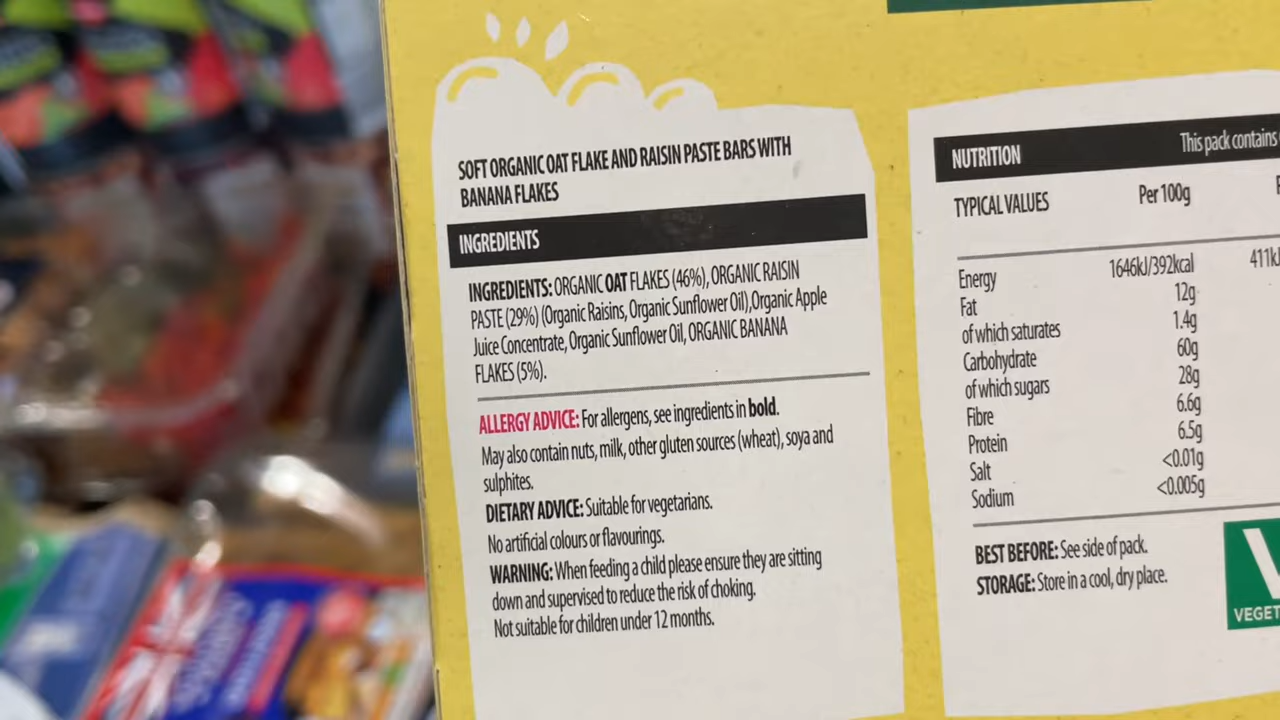 SOFT ORGANIC OAT FLAKE AND RAISIN PASTE BARS WITH
BANANA FLAKES
INGREDIENTS
INGREDIENTS: ORGANIC OAT FLAKES (46%), ORGANIC RAISIN
PASTE (29%) (Organic Raisins, Organic Sunflower Oil),Organic Apple
Juice Concentrate, Organic Sunflower Oil, ORGANIC BANANA
FLAKES (5%).
ALLERGY ADVICE: For allergens, see ingredients in bold.
May also contain nuts, milk, other gluten sources (wheat), soya and
sulphites.
DIETARY ADVICE: Suitable for vegetarians.
No artificial colours or flavourings.
WARNING: When feeding a child please ensure they are sitting
down and supervised to reduce the risk of choking.
Not suitable for children under 12 months.
NUTRITION This pack contains
TYPICAL VALUES Per 100g
Energy 1646kJ/392kcal 411kJ
Fat 12g
of which saturates 1.4g
Carbohydrate 60g
of which sugars 28g
Fibre 6.6g
Protein 6.5g
Salt <0.01g
Sodium <0.005g
BEST BEFORE: See side of pack.
STORAGE: Store in a cool, dry place.
VEGET